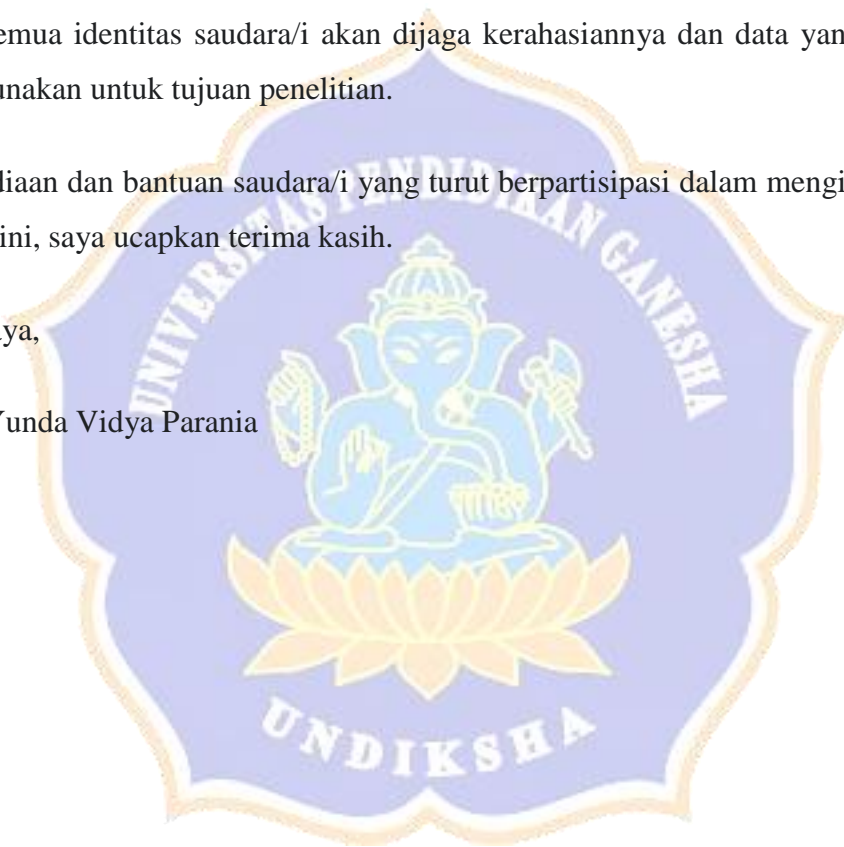 emua identitas saudara/i akan dijaga kerahasiannya dan data yan
unakan untuk tujuan penelitian.
diaan dan bantuan saudara/i yang turut berpartisipasi dalam mengi
ini, saya ucapkan terima kasih.
ya,
Yunda Vidya Parania
UNIVERSITAS PENDIDIKAN GANESHA
UNDIKSHA